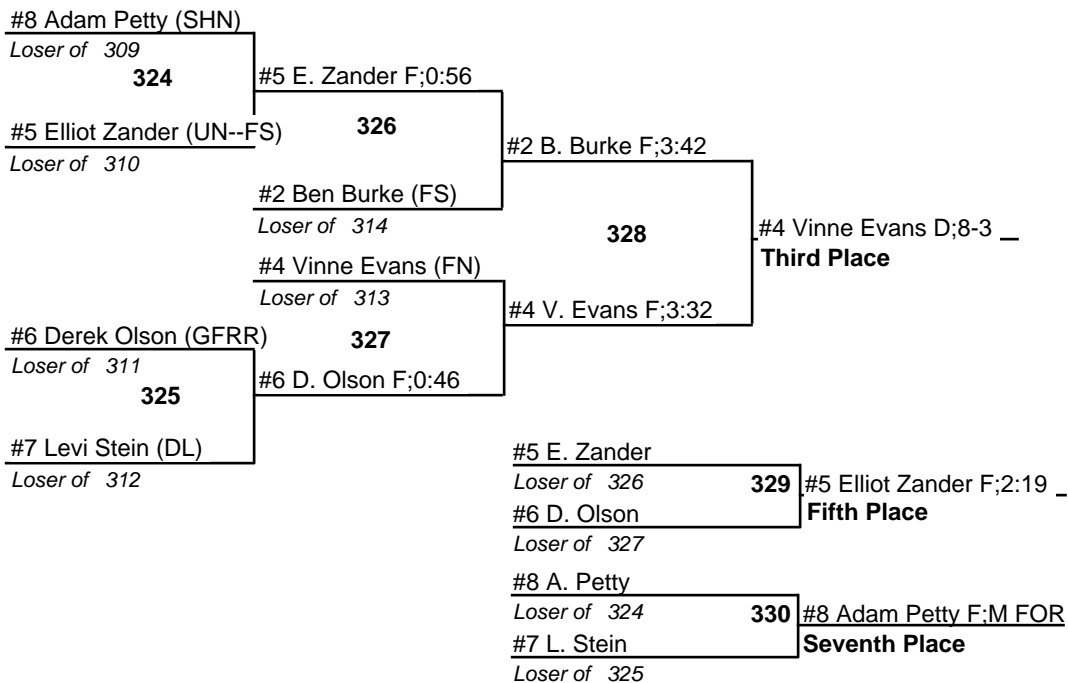 #8 Adam Petty (SHN)
Loser of 309
324
#5 E. Zander F;0:56
#5 Elliot Zander (UN--FS)
Loser of 310
326
#2 B. Burke F;3:42
#2 Ben Burke (FS)
Loser of 314
328
#4 Vinne Evans D;8-3
Third Place
#4 Vinne Evans (FN)
Loser of 313
#4 V. Evans F;3:32
#6 Derek Olson (GFRR)
Loser of 311
327
325
#6 D. Olson F;0:46
#7 Levi Stein (DL)
Loser of 312
#5 E. Zander
Loser of 326
329
#5 Elliot Zander F;2:19
Fifth Place
#6 D. Olson
Loser of 327
#8 A. Petty
Loser of 324
330
#8 Adam Petty F;M FOR
Seventh Place
#7 L. Stein
Loser of 325